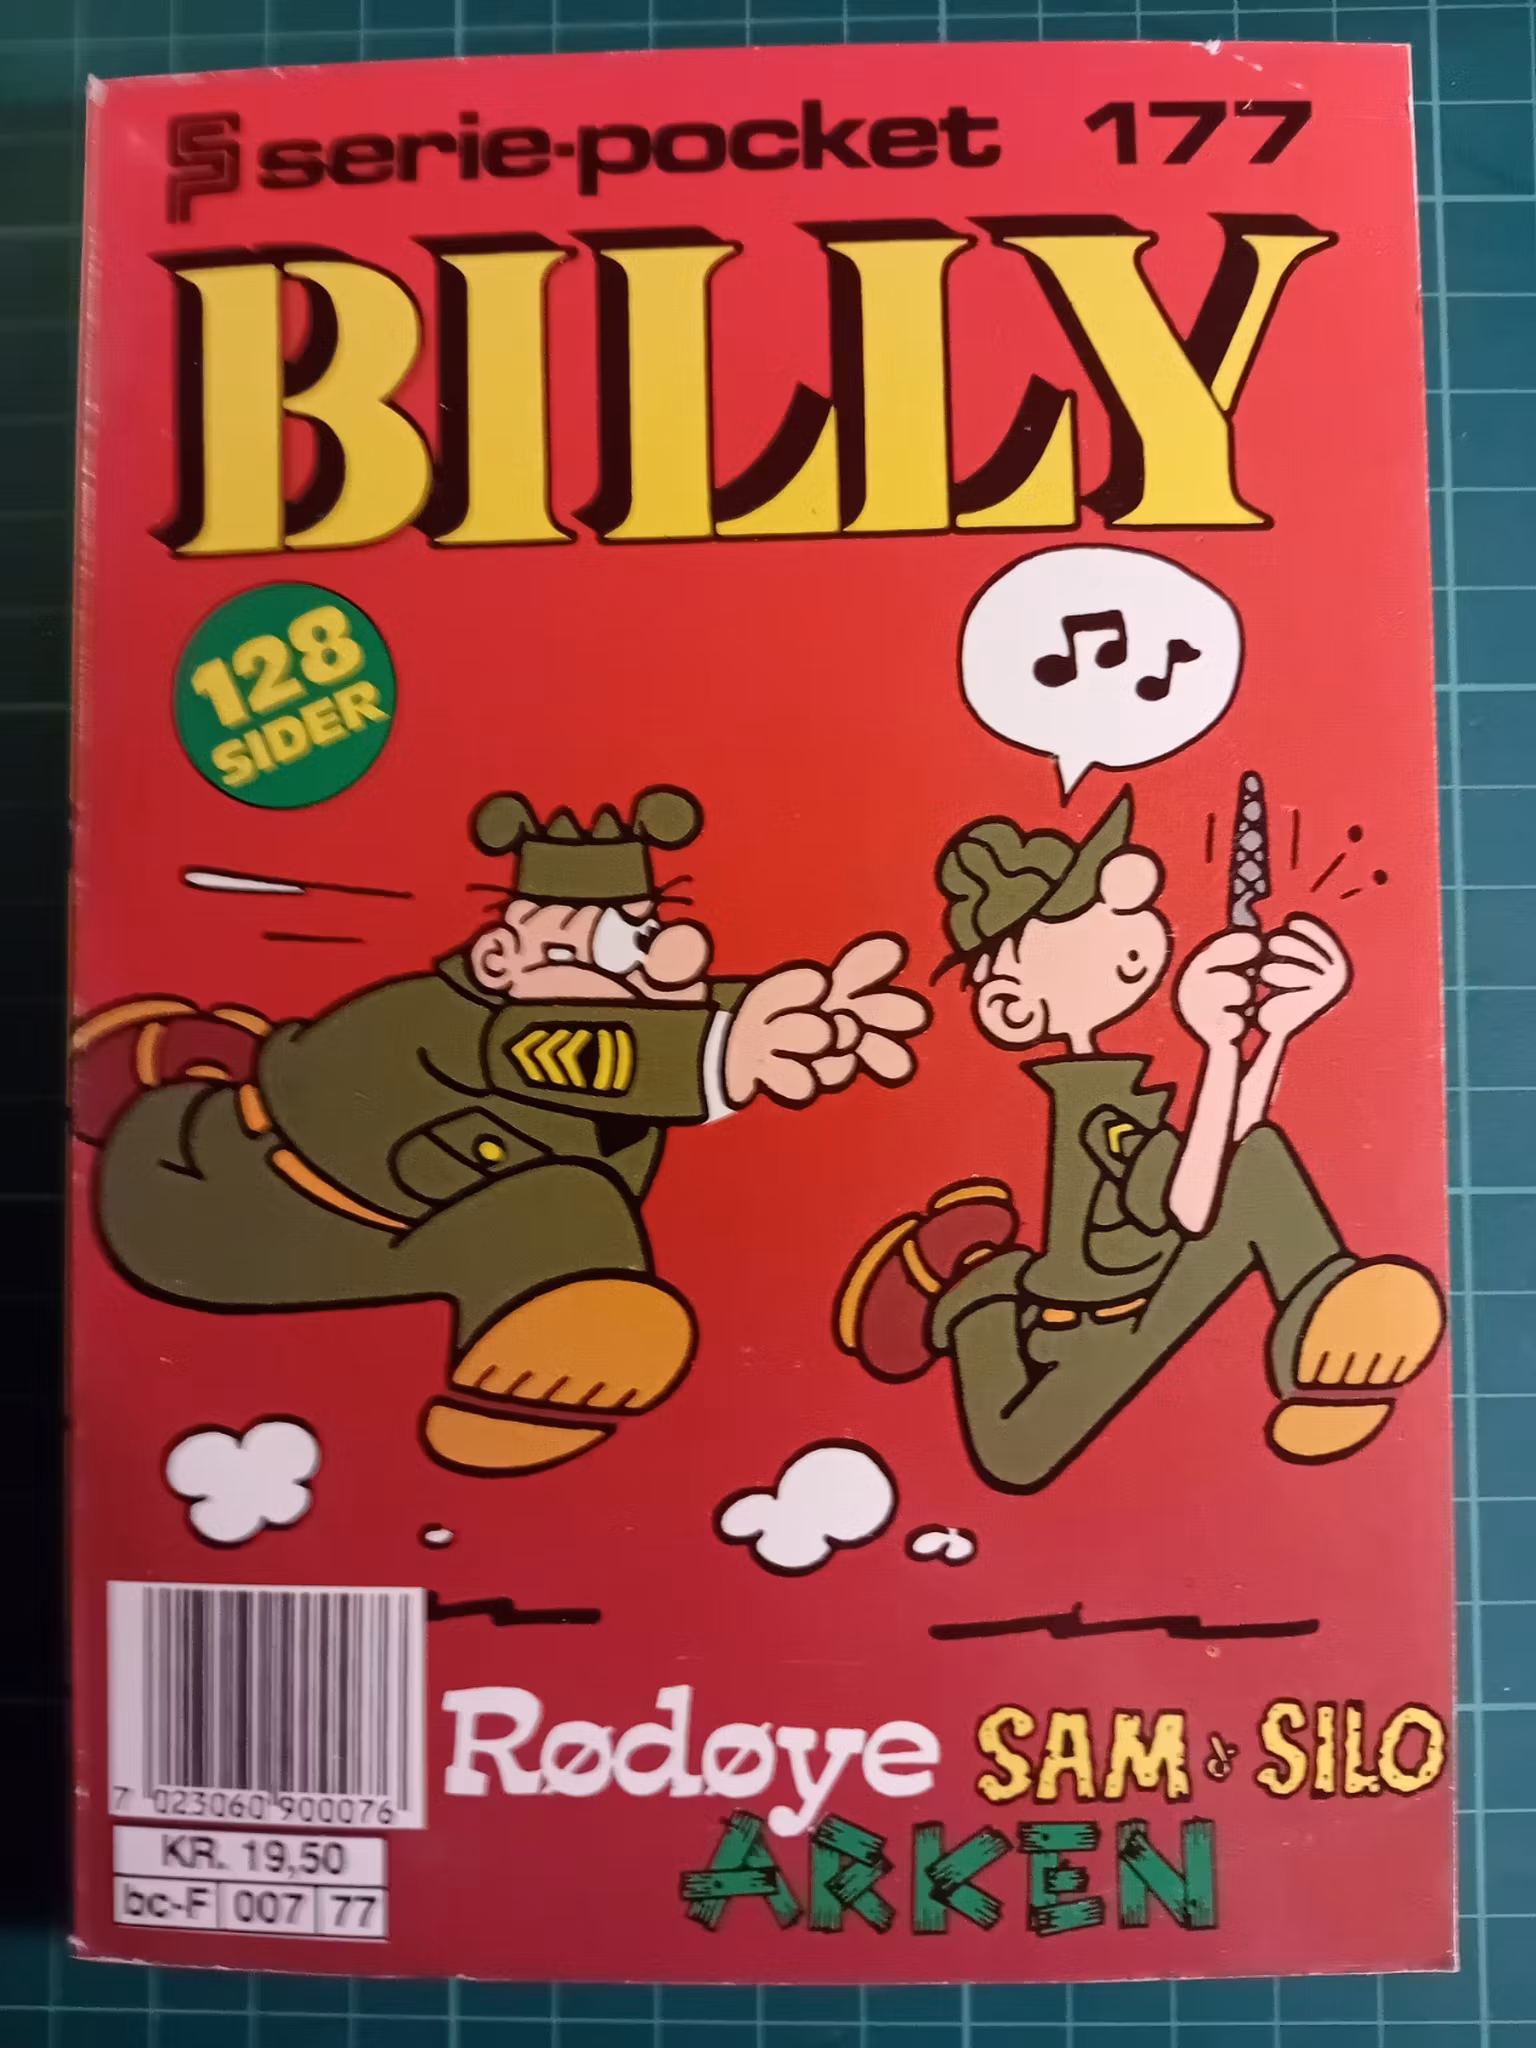 SP serie-pocket 177
BILLY
128
SIDER
Rødøye SAM & SILO
ARKEN
7 023060 900076
KR. 19,50
bc-F 007 77